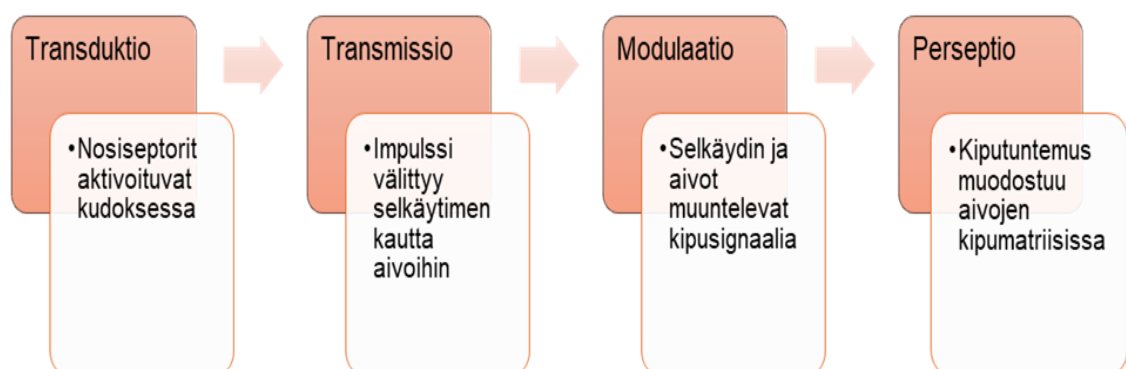 Transduktio
•Nosiseptorit
aktivoituvat
kudoksessa
Transmissio
•Impulssi
välittyy
selkäytimen
kautta
aivoihin
Modulaatio
•Selkäydin ja
aivot
muuntelevat
kipusignaalia
Perseptio
•Kiputuntemus
muodostuu
aivojen
kipumatriisissa